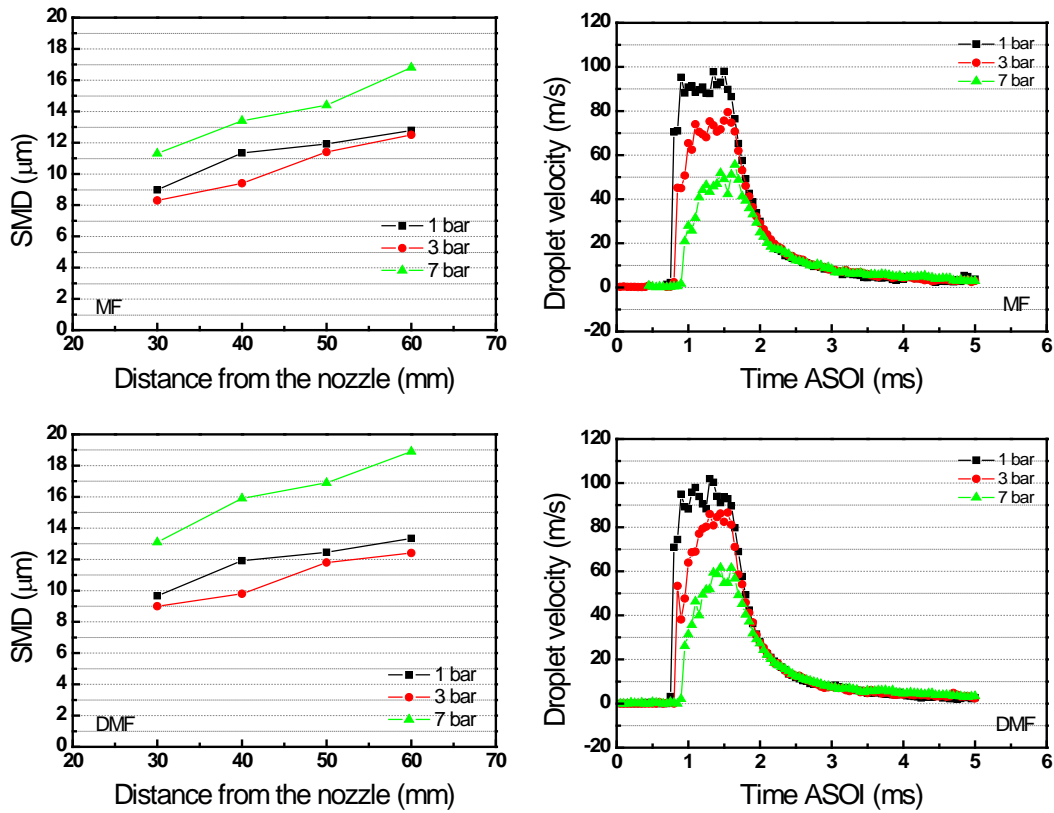 20
18
16
14
12
10
8
6
4
2
0
SMD (μm)
1 bar
3 bar
7 bar
MF
20 30 40 50 60 70
Distance from the nozzle (mm)
120
100
80
60
40
20
0
-20
Droplet velocity (m/s)
1 bar
3 bar
7 bar
MF
0 1 2 3 4 5 6
Time ASOI (ms)
20
18
16
14
12
10
8
6
4
2
0
SMD (μm)
1 bar
3 bar
7 bar
DMF
20 30 40 50 60 70
Distance from the nozzle (mm)
120
100
80
60
40
20
0
-20
Droplet velocity (m/s)
1 bar
3 bar
7 bar
DMF
0 1 2 3 4 5 6
Time ASOI (ms)